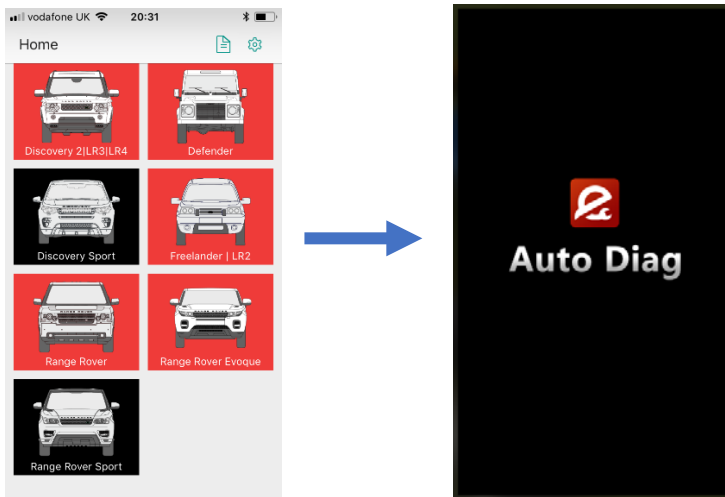 vodafone UK 20:31
Home
Discovery 2|LR3|LR4 Defender
Discovery Sport Freelander | LR2
Range Rover Range Rover Evoque
Range Rover Sport
Auto Diag